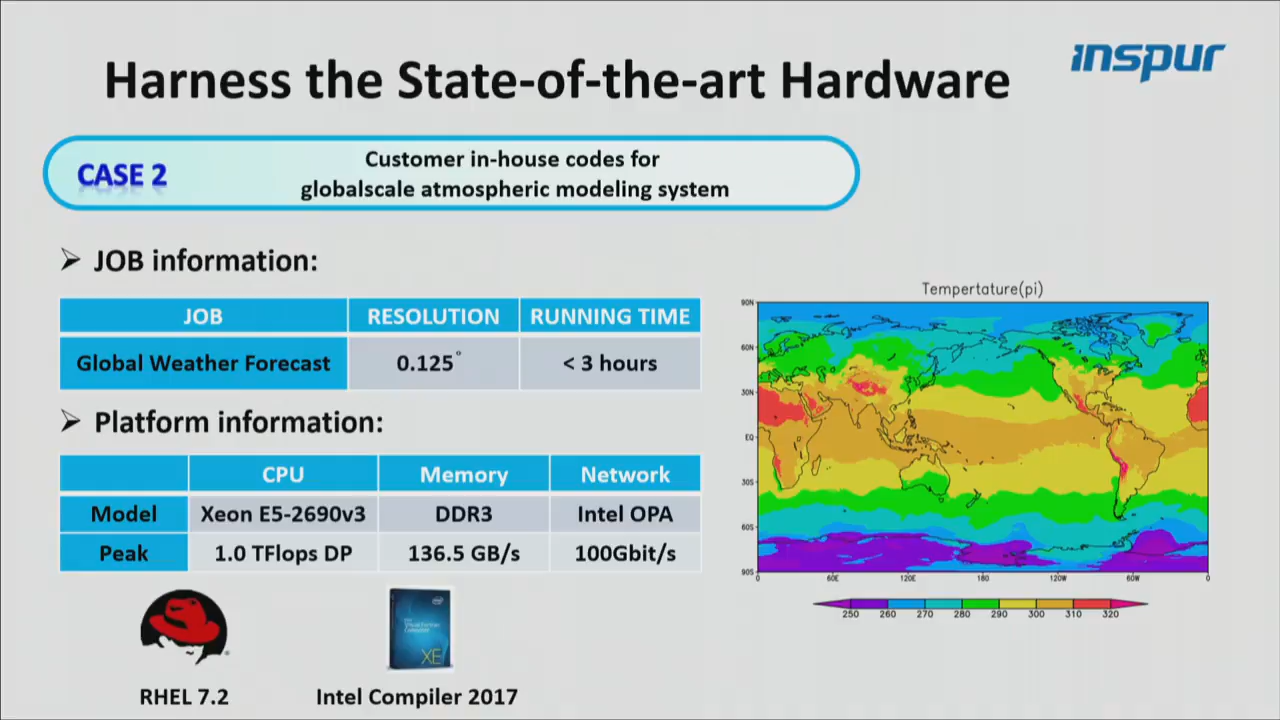 inspur
Harness the State-of-the-art Hardware
CASE 2
Customer in-house codes for
globalscale atmospheric modeling system
JOB information:
JOB RESOLUTION RUNNING TIME
Global Weather Forecast 0.125° < 3 hours
Platform information:
CPU Memory Network
Model Xeon E5-2690v3 DDR3 Intel OPA
Peak 1.0 TFlops DP 136.5 GB/s 100Gbit/s
XE
RHEL 7.2 Intel Compiler 2017
Tempertature(pi)
90N
60N
30N
EQ
30S
60S
90S
0 60E 120E 180 120W 60W 0
250 260 270 280 290 300 310 320